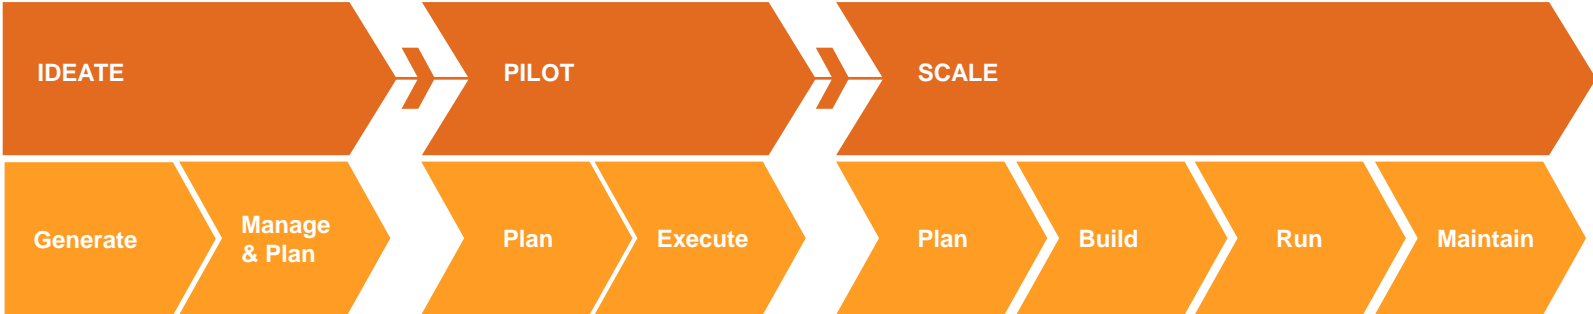 IDEATE
PILOT
SCALE
Generate
Manage
& Plan
Plan
Execute
Plan
Build
Run
Maintain